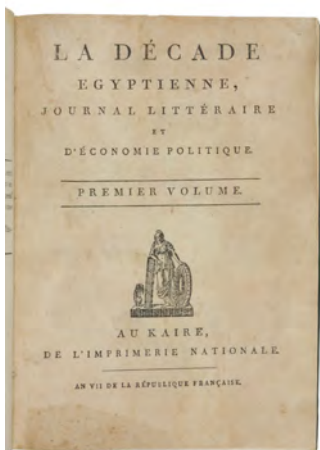 LA DÉCADE
EGYPTIENNE,
JOURNAL LITTÉRAIRE
ET
D'ÉCONOMIE POLITIQUE.
PREMIER VOLUME.
AU KAIRE,
DE L'IMPRIMERIE NATIONALE.
AN VII DE LA RÉPUBLIQUE FRANÇAISE.